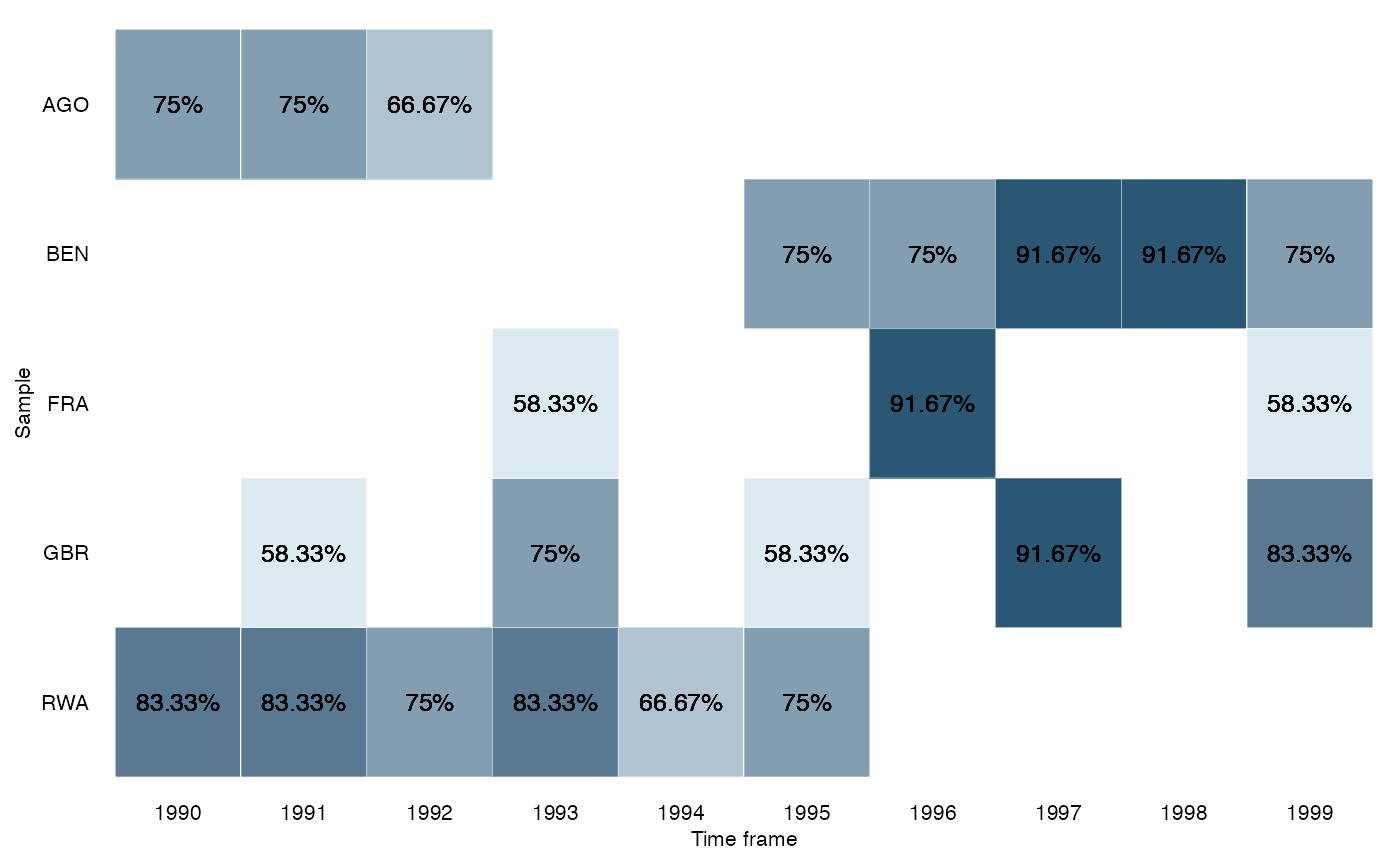 AGO 75% 75% 66.67%
BEN 75% 75% 91.67% 91.67% 75%
Sample
FRA 58.33% 91.67% 58.33%
GBR 58.33% 75% 58.33% 91.67% 83.33%
RWA 83.33% 83.33% 75% 83.33% 66.67% 75%
1990 1991 1992 1993 1994 1995 1996 1997 1998 1999
Time frame